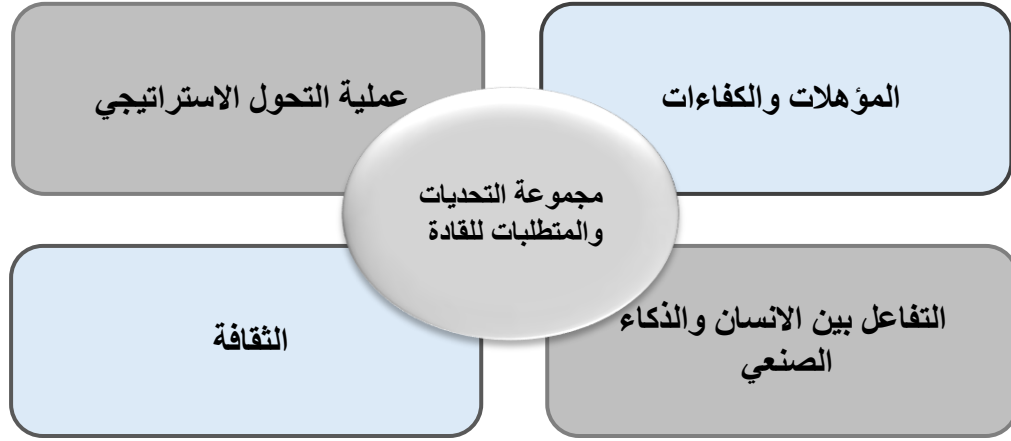 المؤهلات والكفاءات
عملية التحول الاستراتيجي
مجموعة التحديات
والمتطلبات للقادة
التفاعل بين الانسان والذكاء
الصنعي
الثقافة